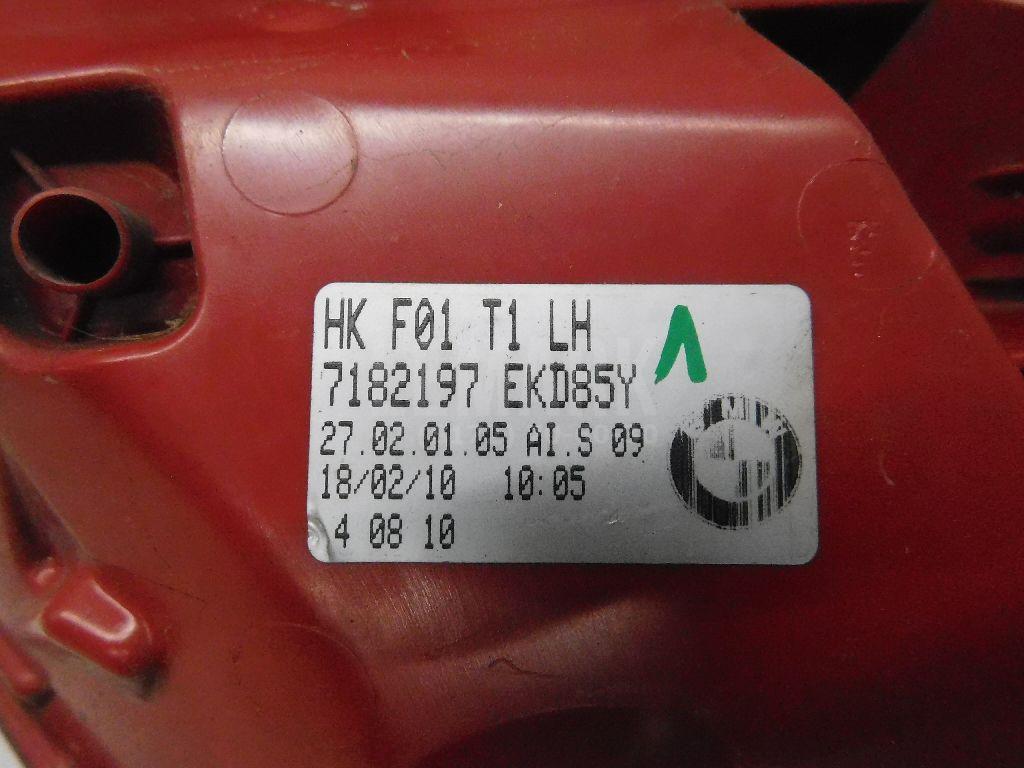 HK F01 T1 LH
7182197 EKD85Y
27.02.01.05 AI.S 09
18/02/10 10:05
4 08 10
BMW